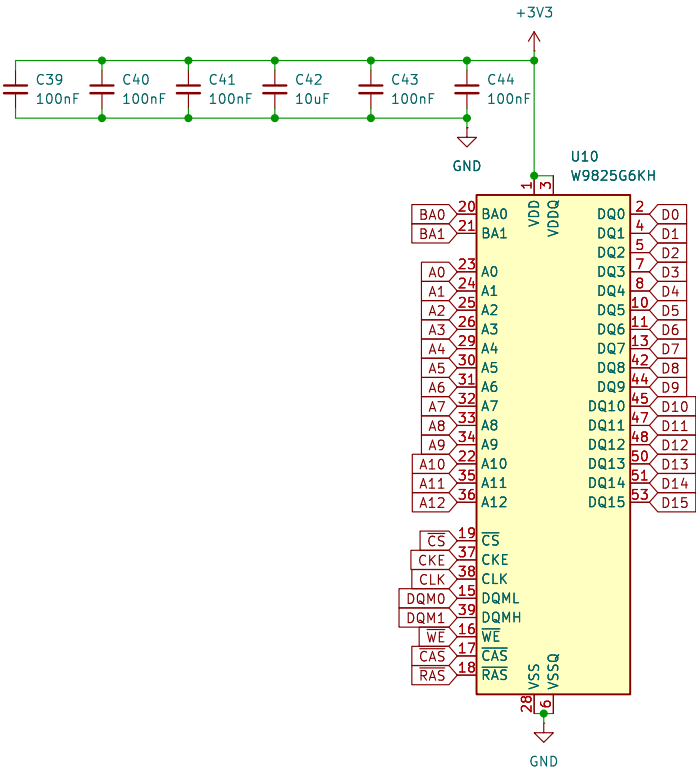 +3V3
C39
100nF
C40
100nF
C41
100nF
C42
10uF
C43
100nF
C44
100nF
GND
U10
W9825G6KH
1
3
VDD
VDDQ
BA0
20
BA0
BA1
21
BA1
A0
23
A0
A1
24
A1
A2
25
A2
A3
26
A3
A4
29
A4
A5
30
A5
A6
31
A6
A7
32
A7
A8
33
A8
A9
34
A9
A10
22
A10
A11
35
A11
A12
36
A12
CS
19
CS
CKE
37
CKE
CLK
38
CLK
DQM0
15
DQML
DQM1
39
DQMH
WE
16
WE
CAS
17
CAS
RAS
18
RAS
DQ0
2
D0
DQ1
4
D1
DQ2
5
D2
DQ3
7
D3
DQ4
8
D4
DQ5
10
D5
DQ6
11
D6
DQ7
13
D7
DQ8
42
D8
DQ9
44
D9
DQ10
45
D10
DQ11
47
D11
DQ12
48
D12
DQ13
50
D13
DQ14
51
D14
DQ15
53
D15
VSS
VSSQ
28
6
GND